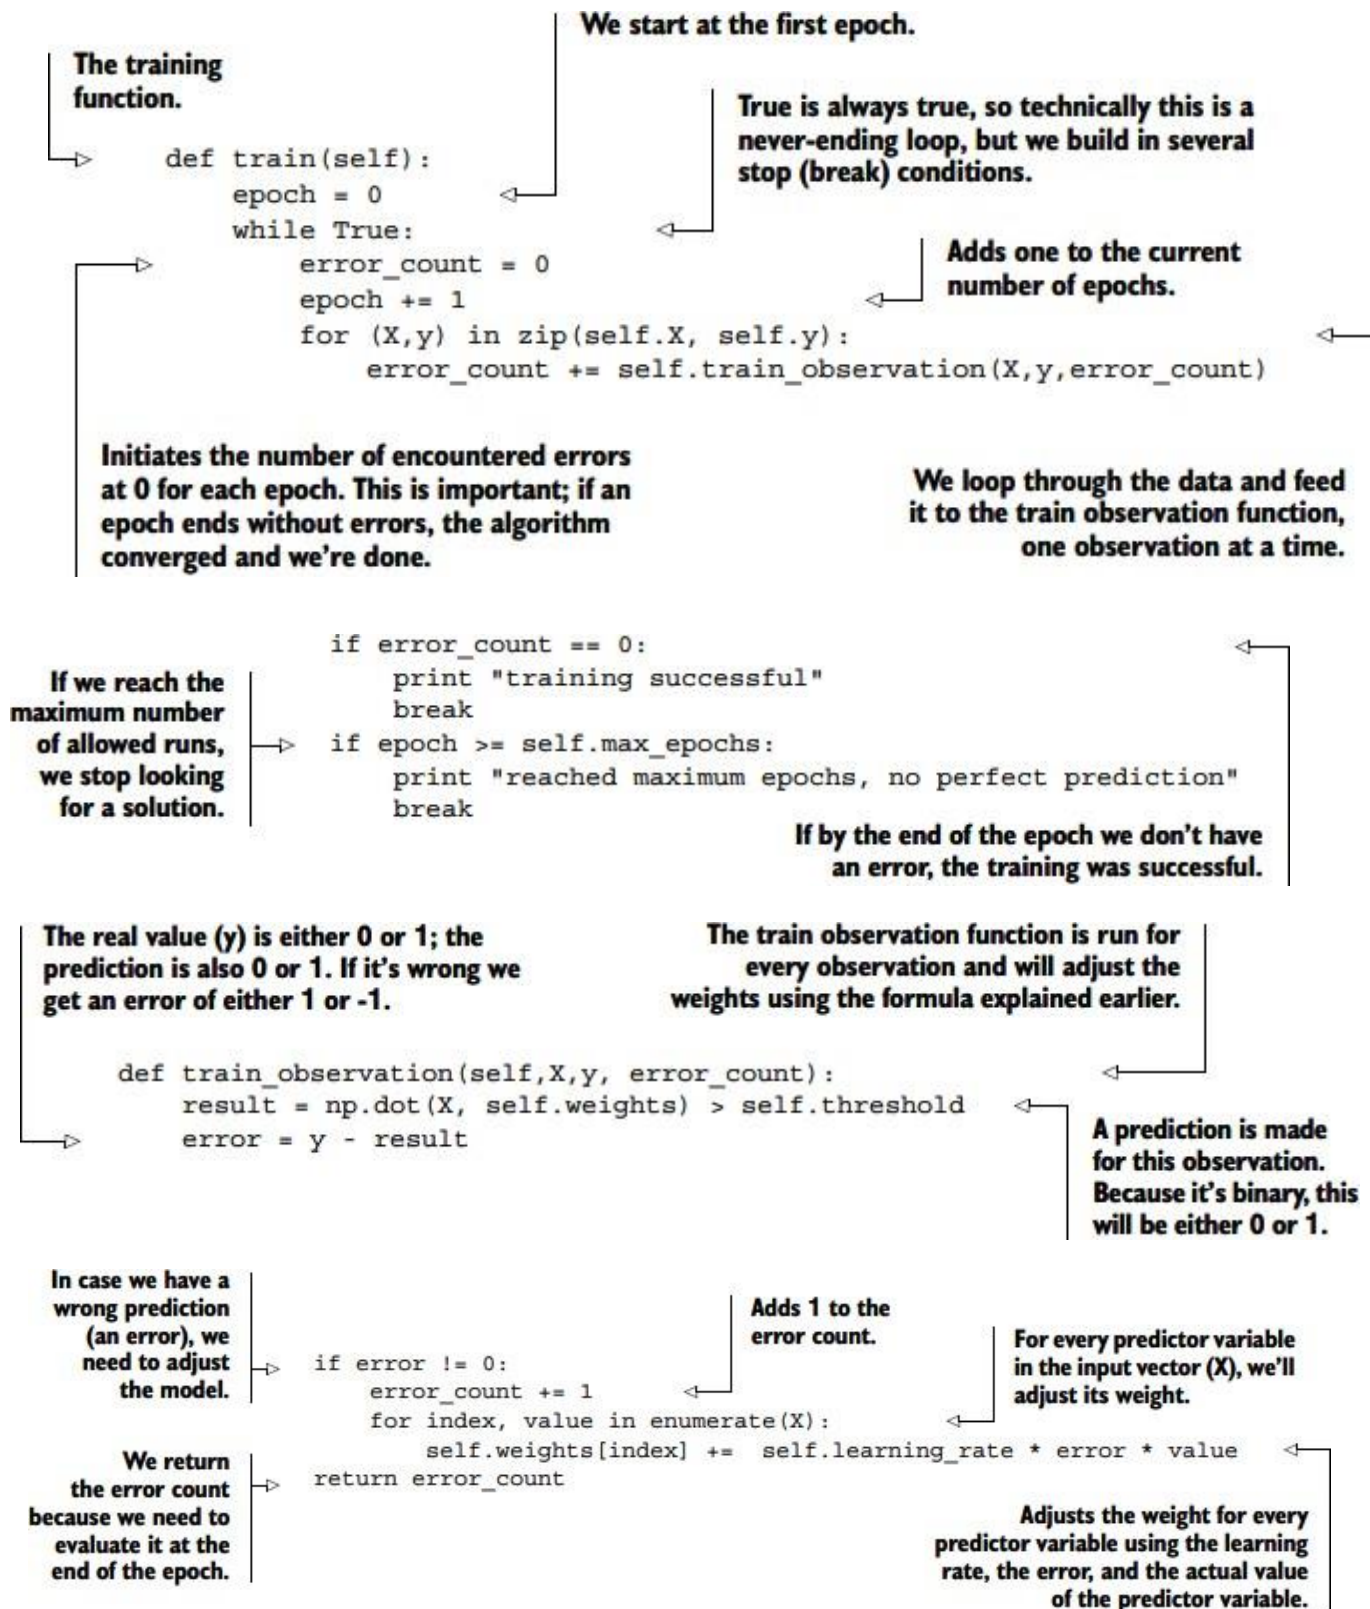 We start at the first epoch.
The training
function.
True is always true, so technically this is a
never-ending loop, but we build in several
stop (break) conditions.
def train(self):
epoch = 0
while True:
Adds one to the current
number of epochs.
error_count = 0
epoch += 1
for (X,y) in zip(self.X, self.y):
error_count += self.train_observation(X,y,error_count)
Initiates the number of encountered errors
at 0 for each epoch. This is important; if an
epoch ends without errors, the algorithm
converged and we're done.
We loop through the data and feed
it to the train observation function,
one observation at a time.
if error_count == 0:
print "training successful"
break
If we reach the
maximum number
of allowed runs,
we stop looking
for a solution.
if epoch >= self.max_epochs:
print "reached maximum epochs, no perfect prediction"
break
If by the end of the epoch we don't have
an error, the training was successful.
The real value (y) is either 0 or 1; the
prediction is also 0 or 1. If it's wrong we
get an error of either 1 or -1.
The train observation function is run for
every observation and will adjust the
weights using the formula explained earlier.
def train_observation(self,X,y, error_count):
result = np.dot(X, self.weights) > self.threshold
error = y - result
A prediction is made
for this observation.
Because it's binary, this
will be either 0 or 1.
In case we have a
wrong prediction
(an error), we
need to adjust
the model.
Adds 1 to the
error count.
For every predictor variable
in the input vector (X), we'll
adjust its weight.
if error != 0:
error_count += 1
for index, value in enumerate(X):
self.weights[index] += self.learning_rate * error * value
return error_count
We return
the error count
because we need to
evaluate it at the
end of the epoch.
Adjusts the weight for every
predictor variable using the learning
rate, the error, and the actual value
of the predictor variable.